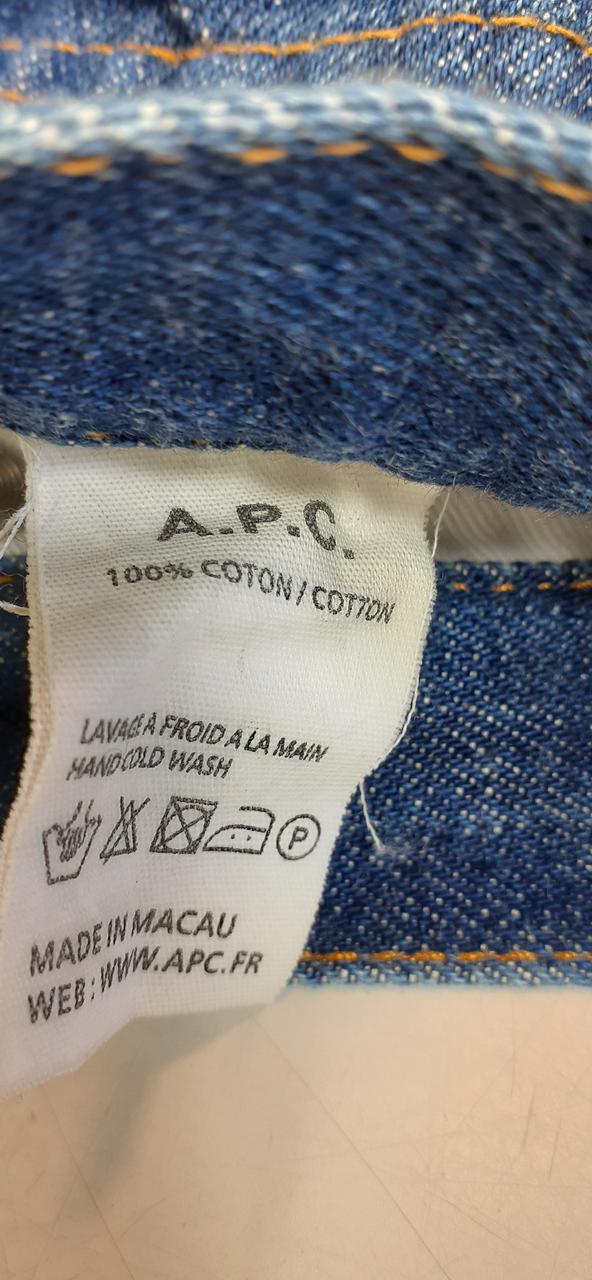 A.P.C.
100% COTON / COTTON
LAVAGE A FROID A LA MAIN
HAND COLD WASH
P
MADE IN MACAU
WEB : WWW.APC.FR